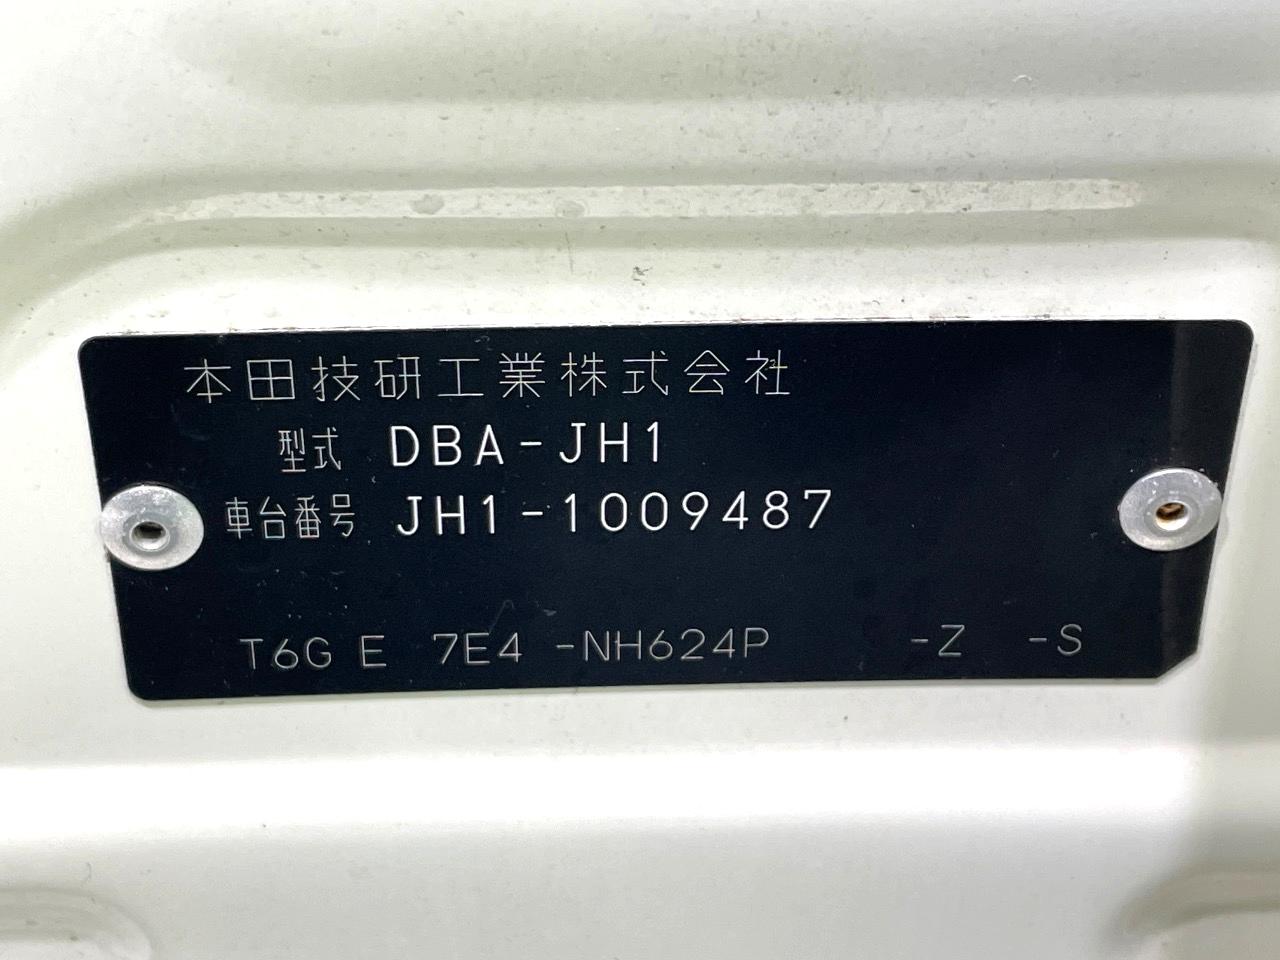 本田技研工業株式会社
型式 DBA-JH1
車台番号 JH1-1009487
T6G E 7E4 -NH624P -Z -S